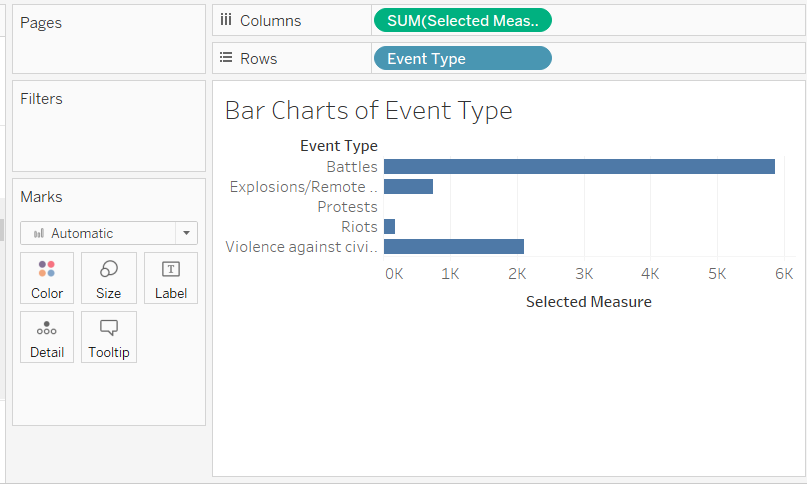 Pages
Columns
SUM(Selected Meas..
Rows
Event Type
Filters
Marks
Automatic
Color
Size
Label
Detail
Tooltip
Bar Charts of Event Type
Event Type
Battles
Explosions/Remote ..
Protests
Riots
Violence against civi..
0K 1K 2K 3K 4K 5K 6K
Selected Measure